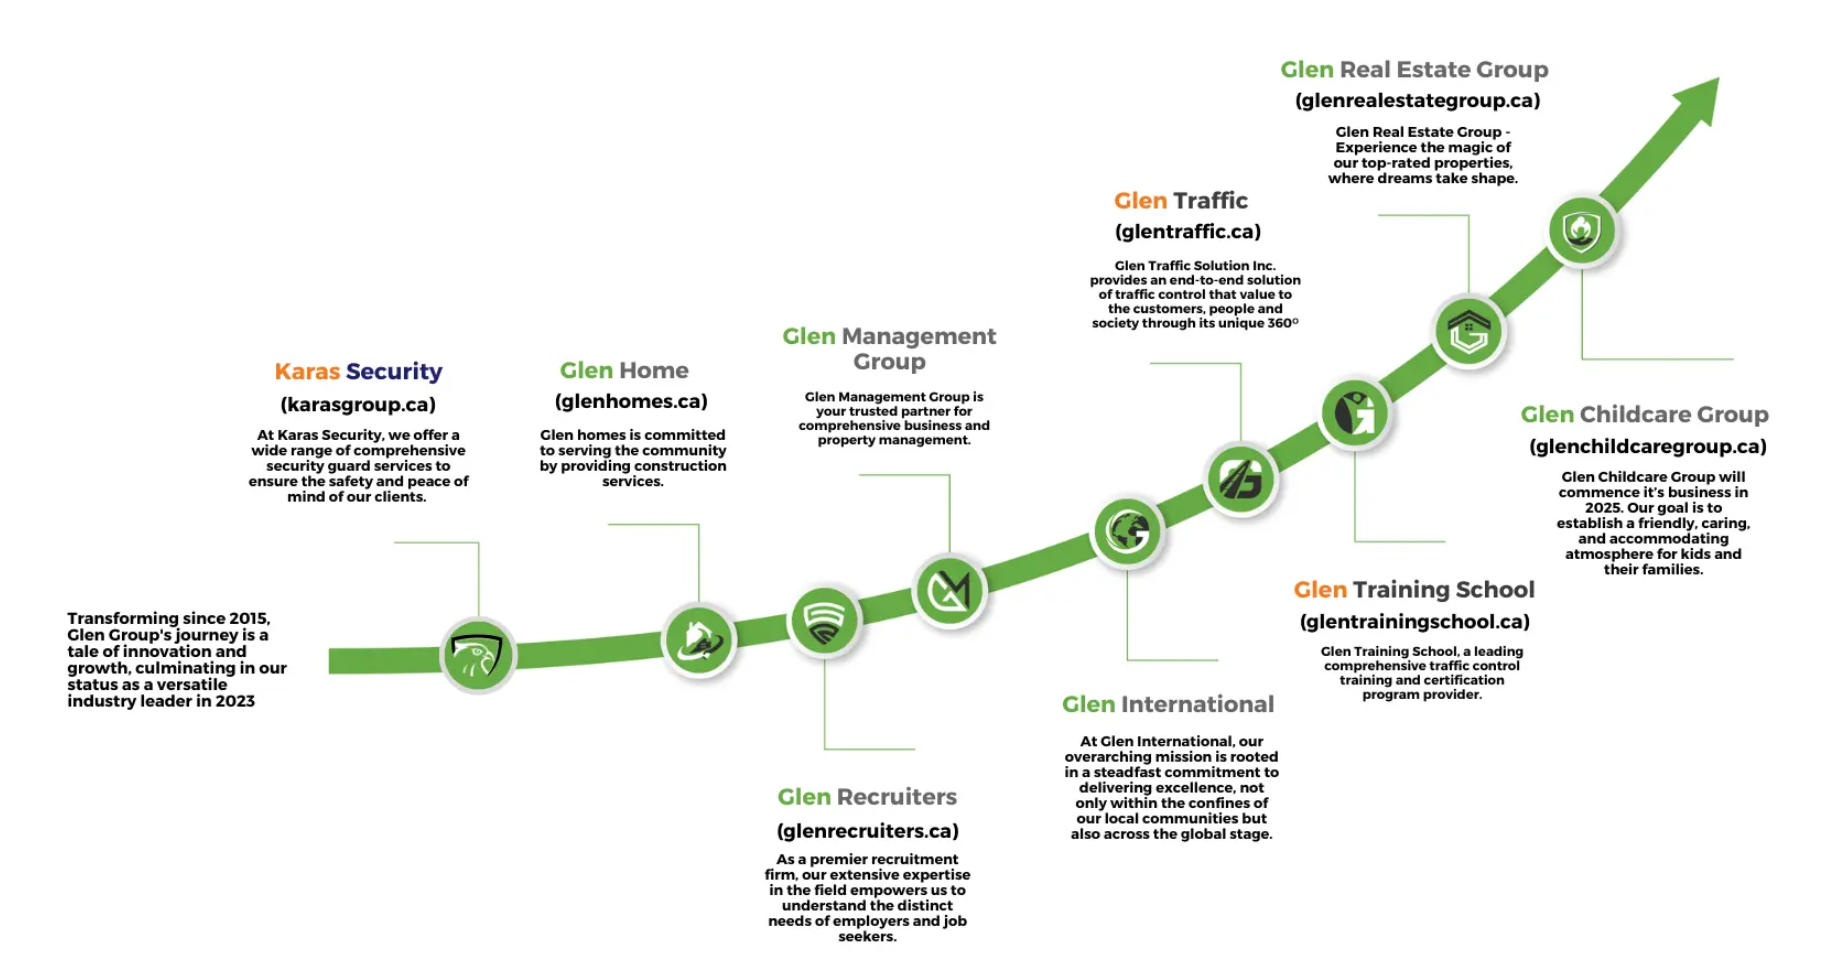 Transforming since 2015,
Glen Group's journey is a
tale of innovation and
growth, culminating in our
status as a versatile
industry leader in 2023
Karas Security
(karasgroup.ca)
At Karas Security, we offer a
wide range of comprehensive
security guard services to
ensure the safety and peace of
mind of our clients.
Glen Home
(glenhomes.ca)
Glen homes is committed
to serving the community
by providing construction
services.
Glen Recruiters
(glenrecruiters.ca)
As a premier recruitment
firm, our extensive expertise
in the field empowers us to
understand the distinct
needs of employers and job
seekers.
Glen Management
Group
Glen Management Group is
your trusted partner for
comprehensive business and
property management.
Glen International
At Glen International, our
overarching mission is rooted
in a steadfast commitment to
delivering excellence, not
only within the confines of
our local communities but
also across the global stage.
Glen Traffic
(glentraffic.ca)
Glen Traffic Solution Inc.
provides an end-to-end solution
of traffic control that value to
the customers, people and
society through its unique 360º
Glen Training School
(glentrainingschool.ca)
Glen Training School, a leading
comprehensive traffic control
training and certification
program provider.
Glen Real Estate Group
(glenrealestategroup.ca)
Glen Real Estate Group -
Experience the magic of
our top-rated properties,
where dreams take shape.
Glen Childcare Group
(glenchildcaregroup.ca)
Glen Childcare Group will
commence it's business in
2025. Our goal is to
establish a friendly, caring,
and accommodating
atmosphere for kids and
their families.